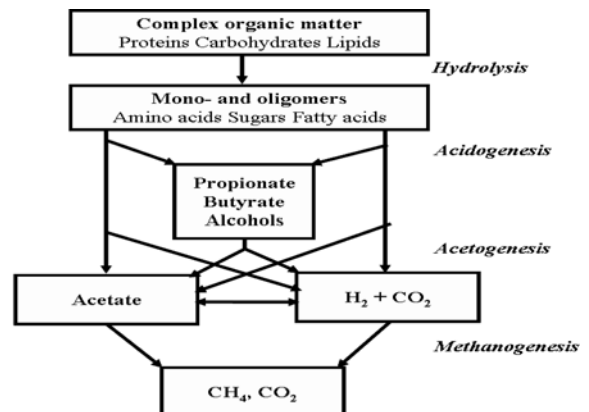 Complex organic matter
Proteins Carbohydrates Lipids
Hydrolysis
Mono- and oligomers
Amino acids Sugars Fatty acids
Acidogenesis
Propionate
Butyrate
Alcohols
Acetogenesis
Acetate
H₂ + CO₂
Methanogenesis
CH₄, CO₂